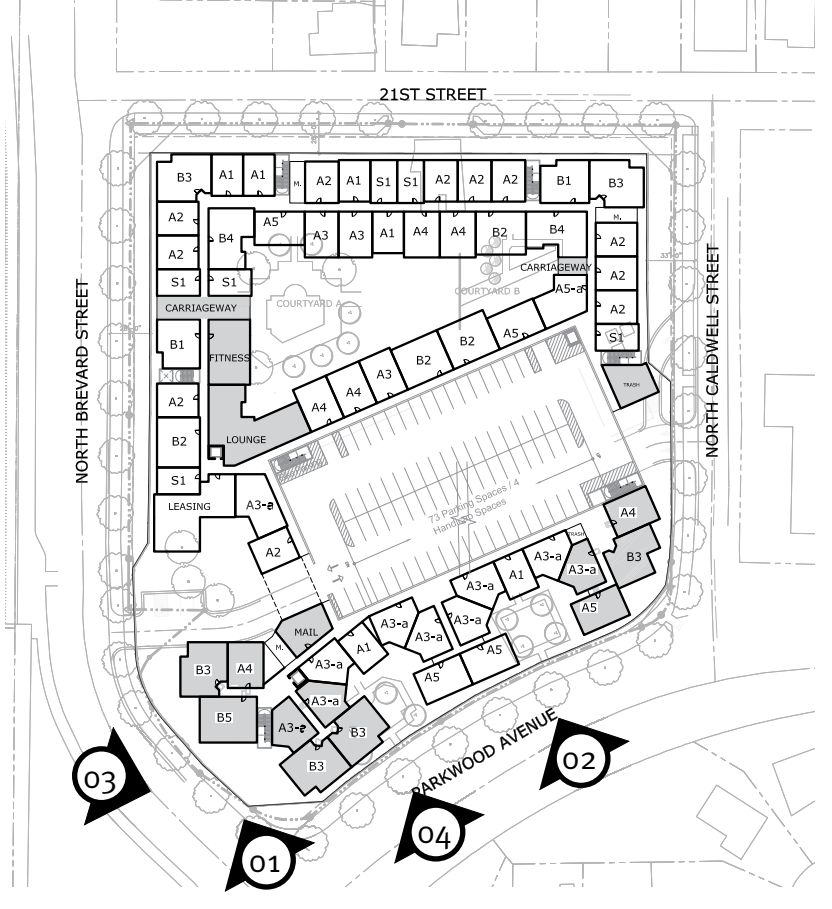 21ST STREET
B3
A1
A1
M.
A2
A1
S1
S1
A2
A2
A2
B1
B3
M.
A2
A5
B4
A3
A3
A1
A4
A4
B2
B4
A2
A2
S1
S1
CARRIAGEWAY
A2
A5-a
COURTYARD A
COURTYARD B
CARRIAGEWAY
A2
B1
FITNESS
S1
A5
B2
B2
A3
A4
A4
TRASH
A2
B2
LOUNGE
S1
LEASING
A3-a
A2
73 Parking Spaces / 4
Handicap Spaces
A4
B3
TRASH
A3-a
A3-a
A1
A3-a
A5
A3-a
A3-a
A3-a
A5
A5
MAIL
M.
A1
A3-a
B3
A4
B5
A3-a
A3-a
B3
B3
NORTH BREVARD STREET
NORTH CALDWELL STREET
PARKWOOD AVENUE
03
01
04
02